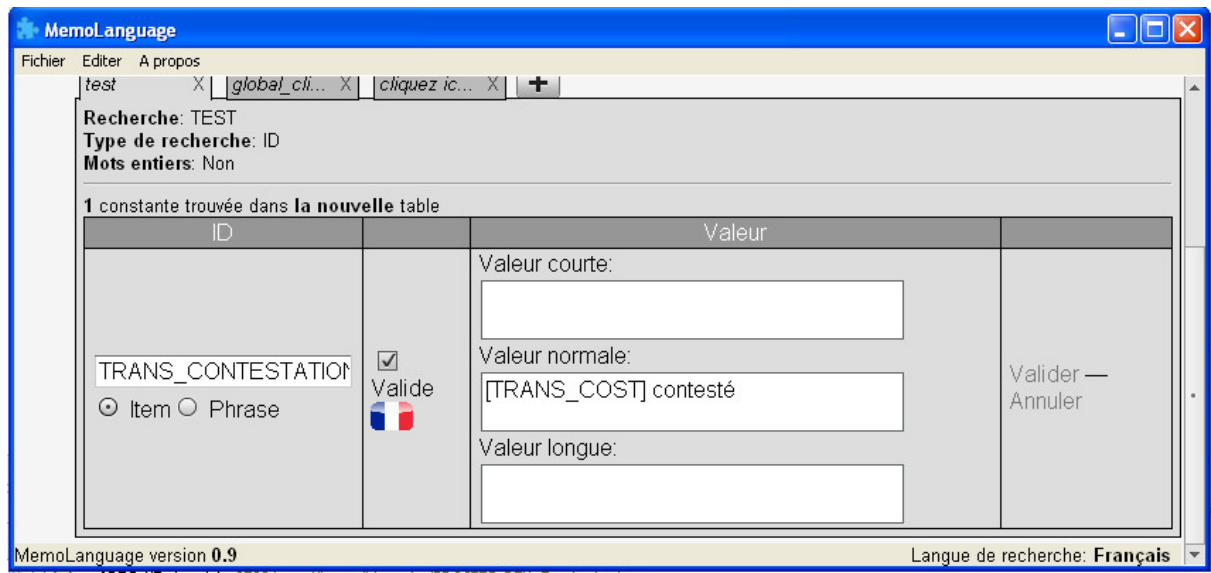 MemoLanguage
Fichier Editer A propos
test X global_cli... X cliquez ic... X +
Recherche: TEST
Type de recherche: ID
Mots entiers: Non
1 constante trouvée dans la nouvelle table
ID Valeur
Valeur courte:
Valeur normale:
TRANS_CONTESTATION
[TRANS_COST] contesté
Item Phrase
Valide
Valider —
Annuler
Valeur longue:
MemoLanguage version 0.9
Langue de recherche: Français